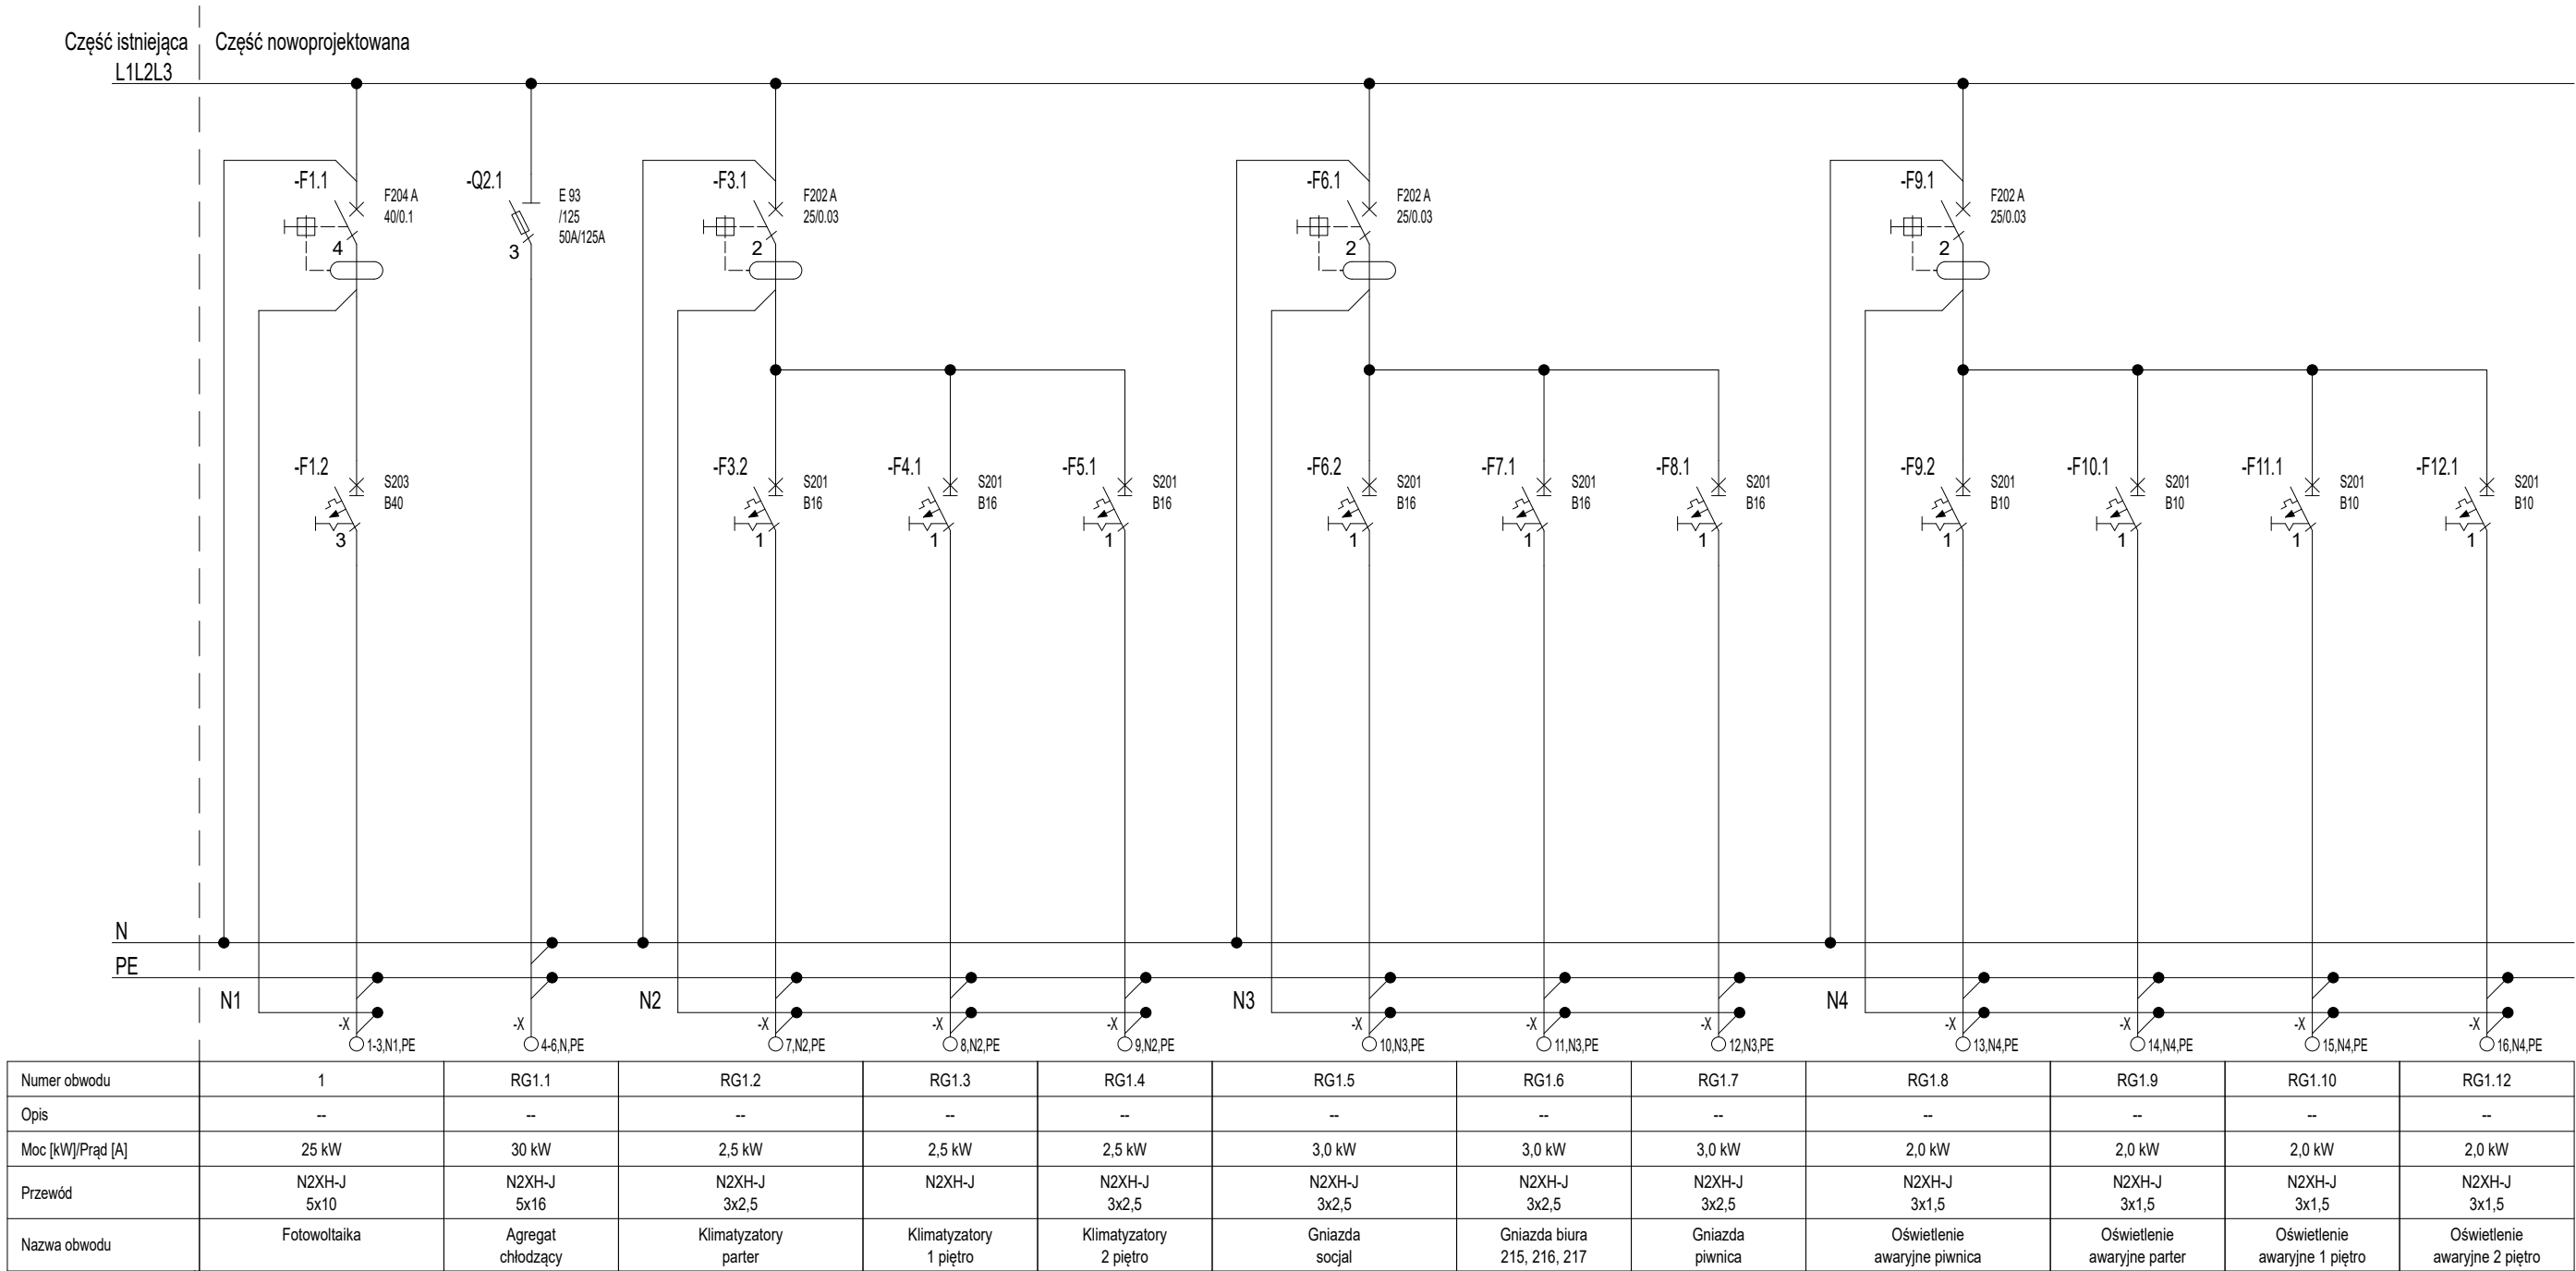 Część istniejąca
Część nowoprojektowana
L1L2L3
-F1.1
F204 A
40/0.1
4
-Q2.1
E 93
/125
50A/125A
3
-F3.1
F202 A
25/0.03
2
-F6.1
F202 A
25/0.03
2
-F9.1
F202 A
25/0.03
2
-F1.2
S203
B40
3
-F3.2
S201
B16
1
-F4.1
S201
B16
1
-F5.1
S201
B16
1
-F6.2
S201
B16
1
-F7.1
S201
B16
1
-F8.1
S201
B16
1
-F9.2
S201
B10
1
-F10.1
S201
B10
1
-F11.1
S201
B10
1
-F12.1
S201
B10
1
N
PE
N1
N2
N3
N4
-X
1-3,N1,PE
-X
4-6,N,PE
-X
7,N2,PE
-X
8,N2,PE
-X
9,N2,PE
-X
10,N3,PE
-X
11,N3,PE
-X
12,N3,PE
-X
13,N4,PE
-X
14,N4,PE
-X
15,N4,PE
-X
16,N4,PE
Numer obwodu 1 RG1.1 RG1.2 RG1.3 RG1.4 RG1.5 RG1.6 RG1.7 RG1.8 RG1.9 RG1.10 RG1.12
Opis -- -- -- -- -- -- -- -- -- -- -- --
Moc [kW]/Prąd [A] 25 kW 30 kW 2,5 kW 2,5 kW 2,5 kW 3,0 kW 3,0 kW 3,0 kW 2,0 kW 2,0 kW 2,0 kW 2,0 kW
Przewód
N2XH-J
5x10
N2XH-J
5x16
N2XH-J
3x2,5
N2XH-J
N2XH-J
3x2,5
N2XH-J
3x2,5
N2XH-J
3x2,5
N2XH-J
3x2,5
N2XH-J
3x1,5
N2XH-J
3x1,5
N2XH-J
3x1,5
N2XH-J
3x1,5
Nazwa obwodu
Fotowoltaika
Agregat
chłodzący
Klimatyzatory
parter
Klimatyzatory
1 piętro
Klimatyzatory
2 piętro
Gniazda
socjal
Gniazda biura
215, 216, 217
Gniazda
piwnica
Oświetlenie
awaryjne piwnica
Oświetlenie
awaryjne parter
Oświetlenie
awaryjne 1 piętro
Oświetlenie
awaryjne 2 piętro